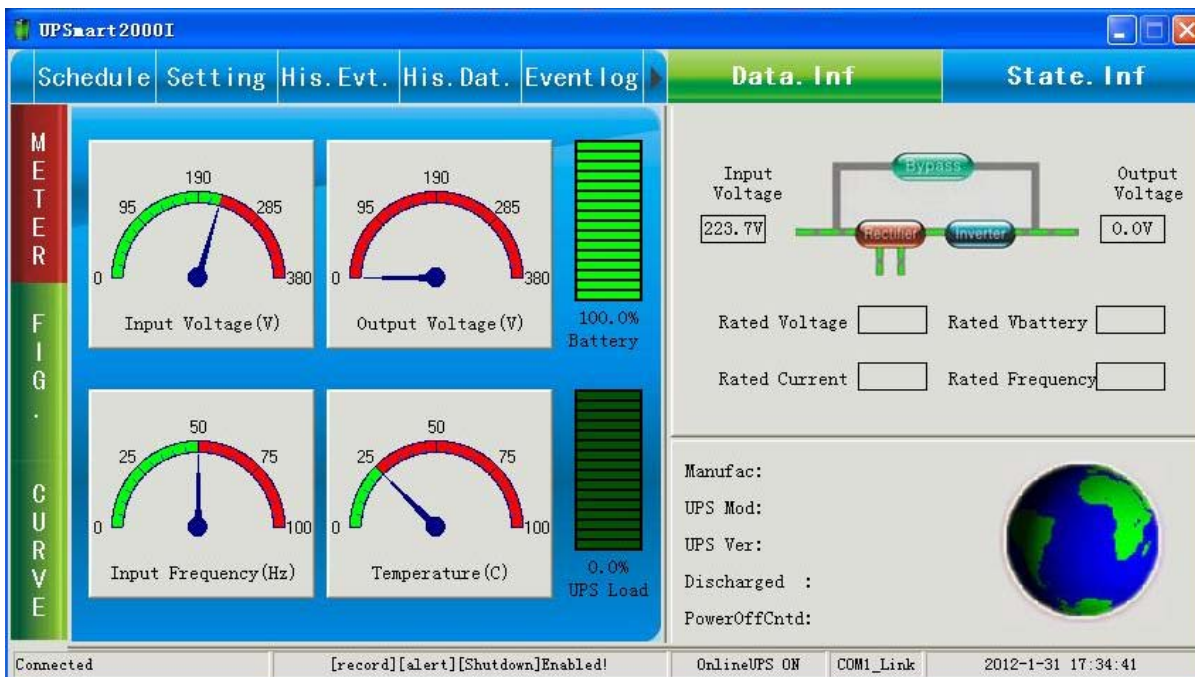 UPSmart2000I
Schedule Setting His.Evt. His.Dat. Eventlog
Data.Inf State.Inf
METER
FIG.
CURVE
0 95 190 285 380
Input Voltage(V)
0 95 190 285 380
Output Voltage(V)
100.0%
Battery
0 25 50 75 100
Input Frequency(Hz)
0 25 50 75 100
Temperature(C)
0.0%
UPS Load
Input
Voltage
223.7V
Bypass
Rectifier Inverter
Output
Voltage
0.0V
Rated Voltage Rated Vbattery
Rated Current Rated Frequency
Manufac:
UPS Mod:
UPS Ver:
Discharged :
PowerOffCntd:
Connected [record][alert][Shutdown]Enabled! OnlineUPS ON COM1_Link 2012-1-31 17:34:41